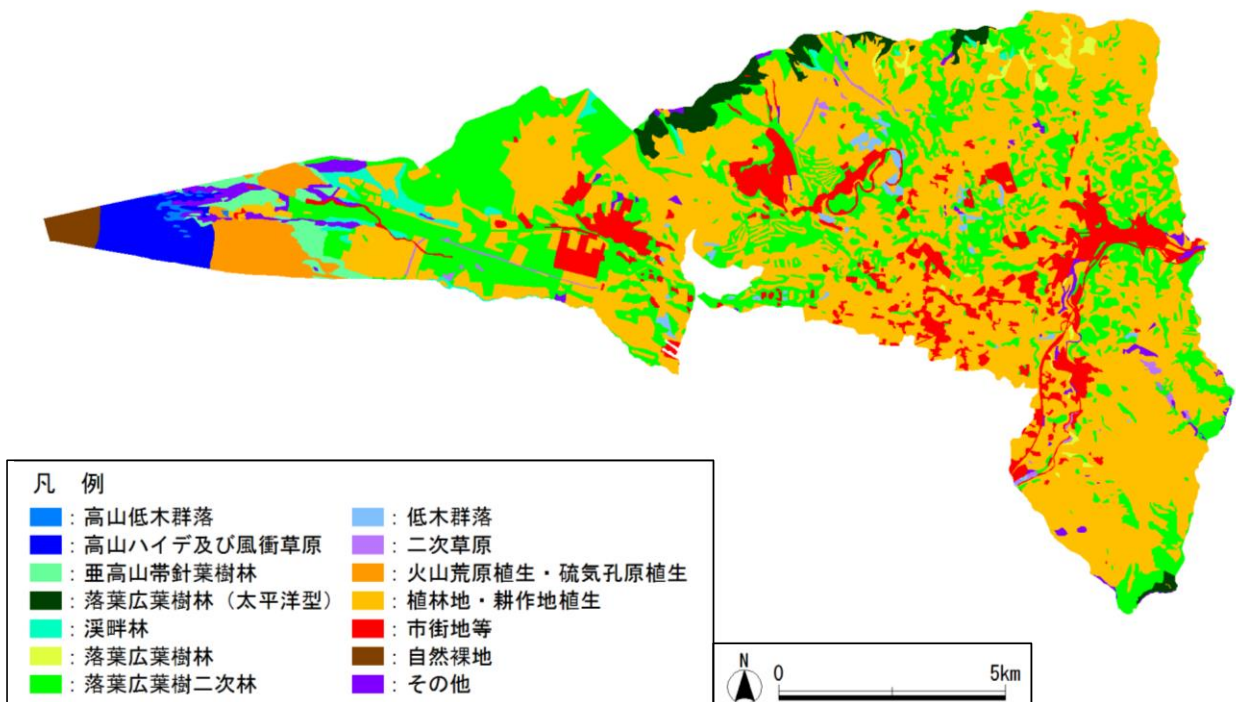 凡 例
: 高山低木群落
: 高山ハイデ及び風衝草原
: 亜高山帯針葉樹林
: 落葉広葉樹林（太平洋型）
: 渓畔林
: 落葉広葉樹林
: 落葉広葉樹二次林
: 低木群落
: 二次草原
: 火山荒原植生・硫気孔原植生
: 植林地・耕作地植生
: 市街地等
: 自然裸地
: その他
N 0 5km